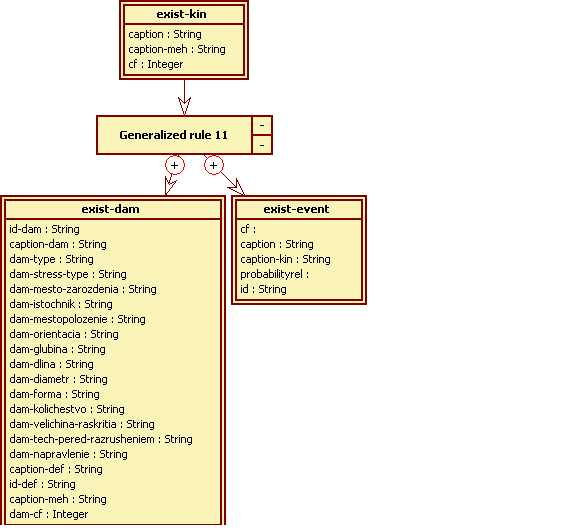 exist-kin
caption : String
caption-meh : String
cf : Integer
Generalized rule 11
-
-
+
+
exist-dam
id-dam : String
caption-dam : String
dam-type : String
dam-stress-type : String
dam-mesto-zarozdenia : String
dam-istochnik : String
dam-mestopolozenie : String
dam-orientacia : String
dam-glubina : String
dam-dlina : String
dam-diametr : String
dam-forma : String
dam-kolichestvo : String
dam-velichina-raskritia : String
dam-tech-pered-razrusheniem : String
dam-napravlenie : String
caption-def : String
id-def : String
caption-meh : String
dam-cf : Integer
exist-event
cf :
caption : String
caption-kin : String
probabilityrel :
id : String